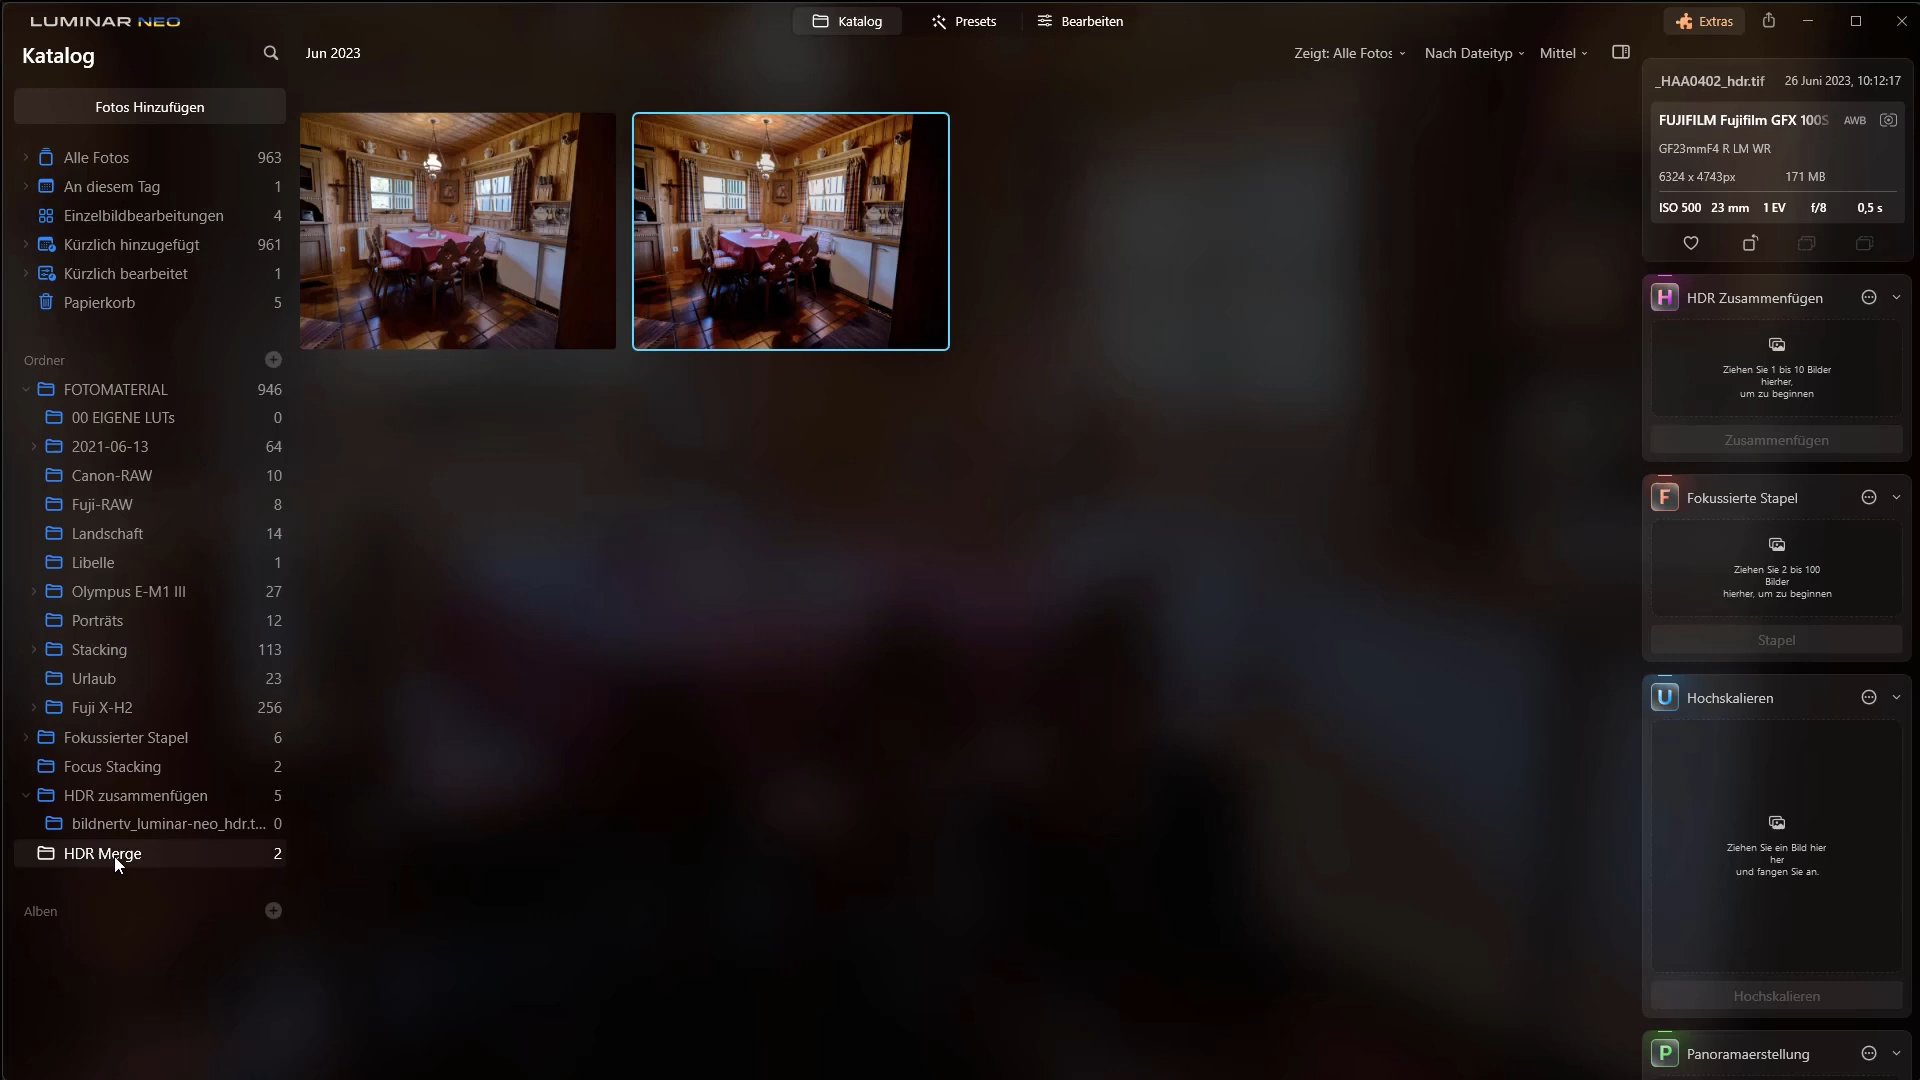 LUMINAR NEO
Katalog
Presets
Bearbeiten
Extras
Katalog
Jun 2023
Zeigt: Alle Fotos
Nach Dateityp
Mittel
Fotos Hinzufügen
Alle Fotos 963
An diesem Tag 1
Einzelbildbearbeitungen 4
Kürzlich hinzugefügt 961
Kürzlich bearbeitet 1
Papierkorb 5
Ordner
FOTOMATERIAL 946
00 EIGENE LUTs 0
2021-06-13 64
Canon-RAW 10
Fuji-RAW 8
Landschaft 14
Libelle 1
Olympus E-M1 III 27
Porträts 12
Stacking 113
Urlaub 23
Fuji X-H2 256
Fokussierter Stapel 6
Focus Stacking 2
HDR zusammenfügen 5
bildnertv_luminar-neo_hdr.t... 0
HDR Merge 2
Alben
_HAA0402_hdr.tif 26 Juni 2023, 10:12:17
FUJIFILM Fujifilm GFX 100S AWB
GF23mmF4 R LM WR
6324 x 4743px 171 MB
ISO 500 23 mm 1 EV f/8 0,5 s
H HDR Zusammenfügen
Ziehen Sie 1 bis 10 Bilder
hierher,
um zu beginnen
Zusammenfügen
F Fokussierte Stapel
Ziehen Sie 2 bis 100
Bilder
hierher, um zu beginnen
Stapel
U Hochskalieren
Ziehen Sie ein Bild hier
her
und fangen Sie an.
Hochskalieren
P Panoramaerstellung